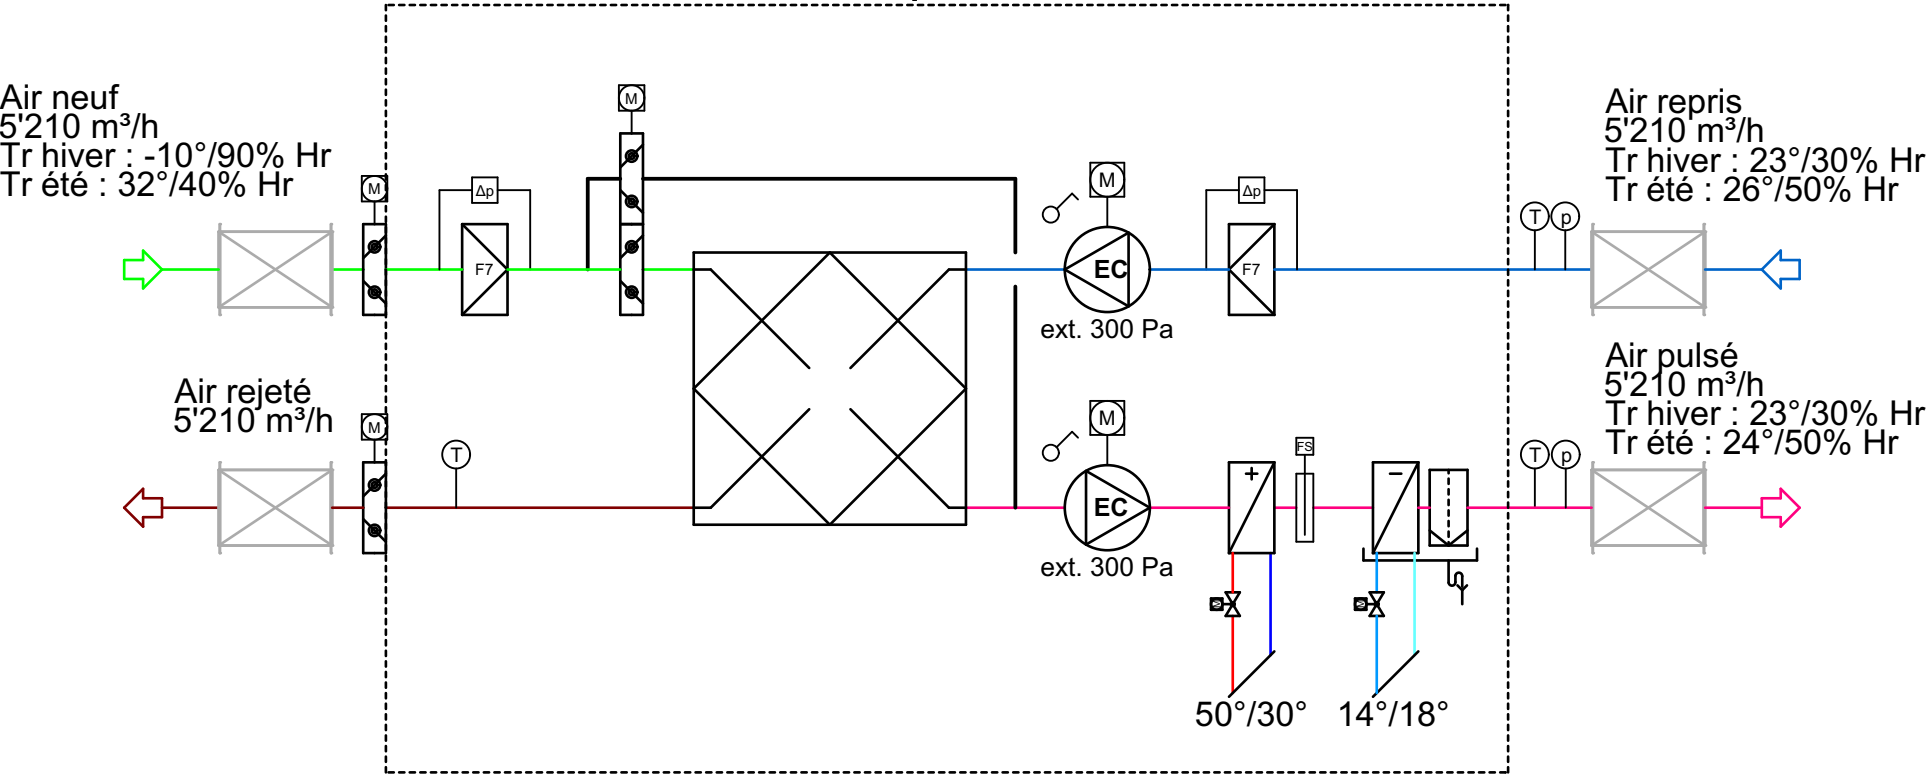 Air neuf
5'210 m³/h
Tr hiver : -10°/90% Hr
Tr été : 32°/40% Hr
M
M
Δp
F7
M
EC
ext. 300 Pa
Δp
F7
T
p
Air repris
5'210 m³/h
Tr hiver : 23°/30% Hr
Tr été : 26°/50% Hr
Air rejeté
5'210 m³/h
M
T
M
EC
ext. 300 Pa
+
FS
−
T
p
Air pulsé
5'210 m³/h
Tr hiver : 23°/30% Hr
Tr été : 24°/50% Hr
M
M
50°/30°
14°/18°